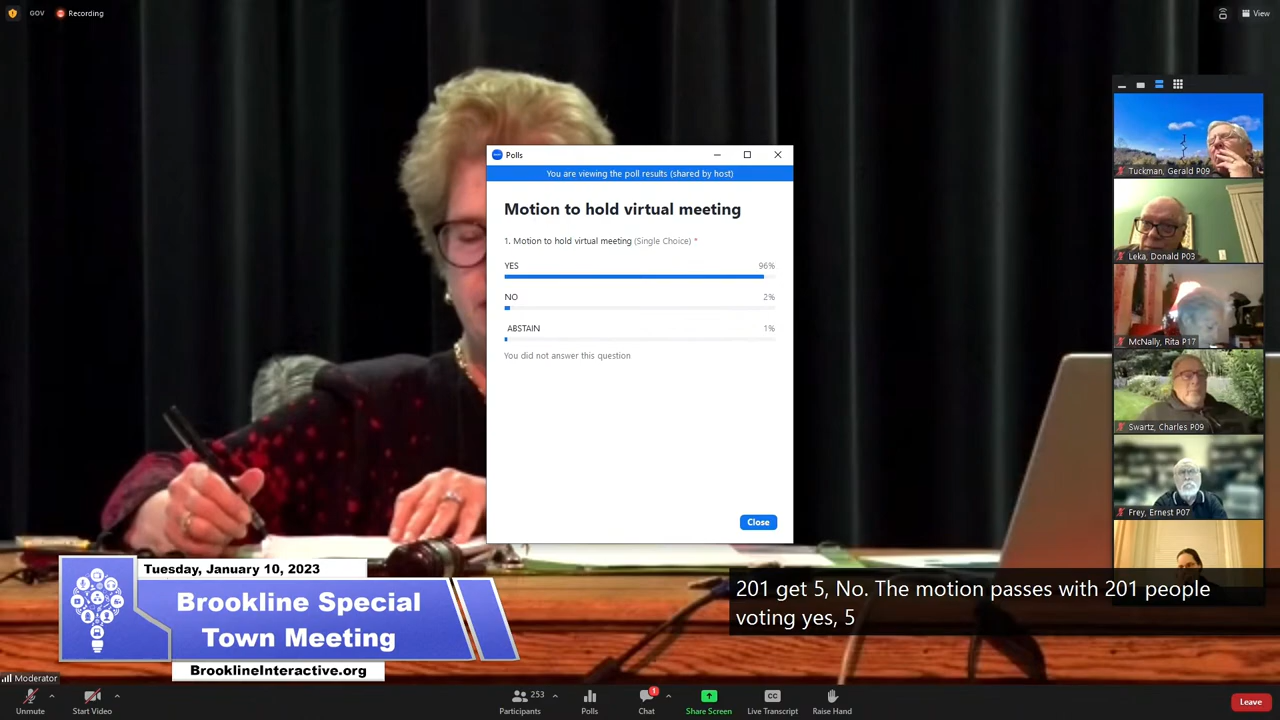 GOV
Recording
View
Polls
You are viewing the poll results (shared by host)
Motion to hold virtual meeting
1. Motion to hold virtual meeting (Single Choice) *
YES 96%
NO 2%
ABSTAIN 1%
You did not answer this question
Close
Tuckman, Gerald P09
Leka, Donald P03
McNally, Rita P17
Swartz, Charles P09
Frey, Ernest P07
Tuesday, January 10, 2023
Brookline Special
Town Meeting
BrooklineInteractive.org
201 get 5, No. The motion passes with 201 people
voting yes, 5
Moderator
Unmute
Start Video
253
Participants
Polls
1
Chat
Share Screen
CC
Live Transcript
Raise Hand
Leave